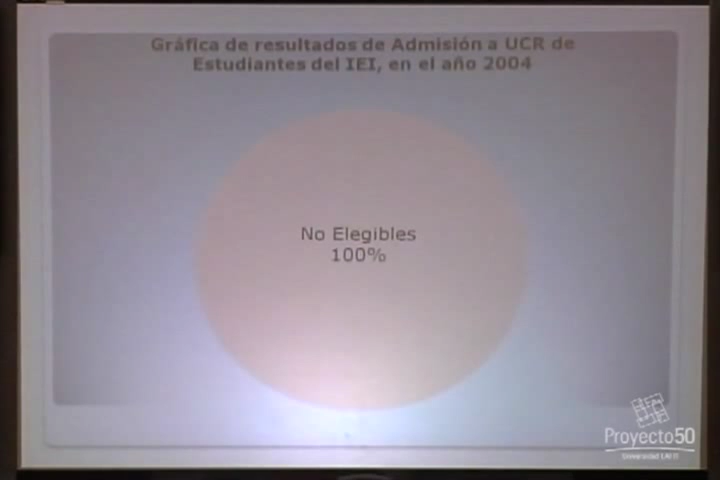 Gráfica de resultados de Admisión a UCR de
Estudiantes del IEI, en el año 2004
No Elegibles
100%
Proyecto50